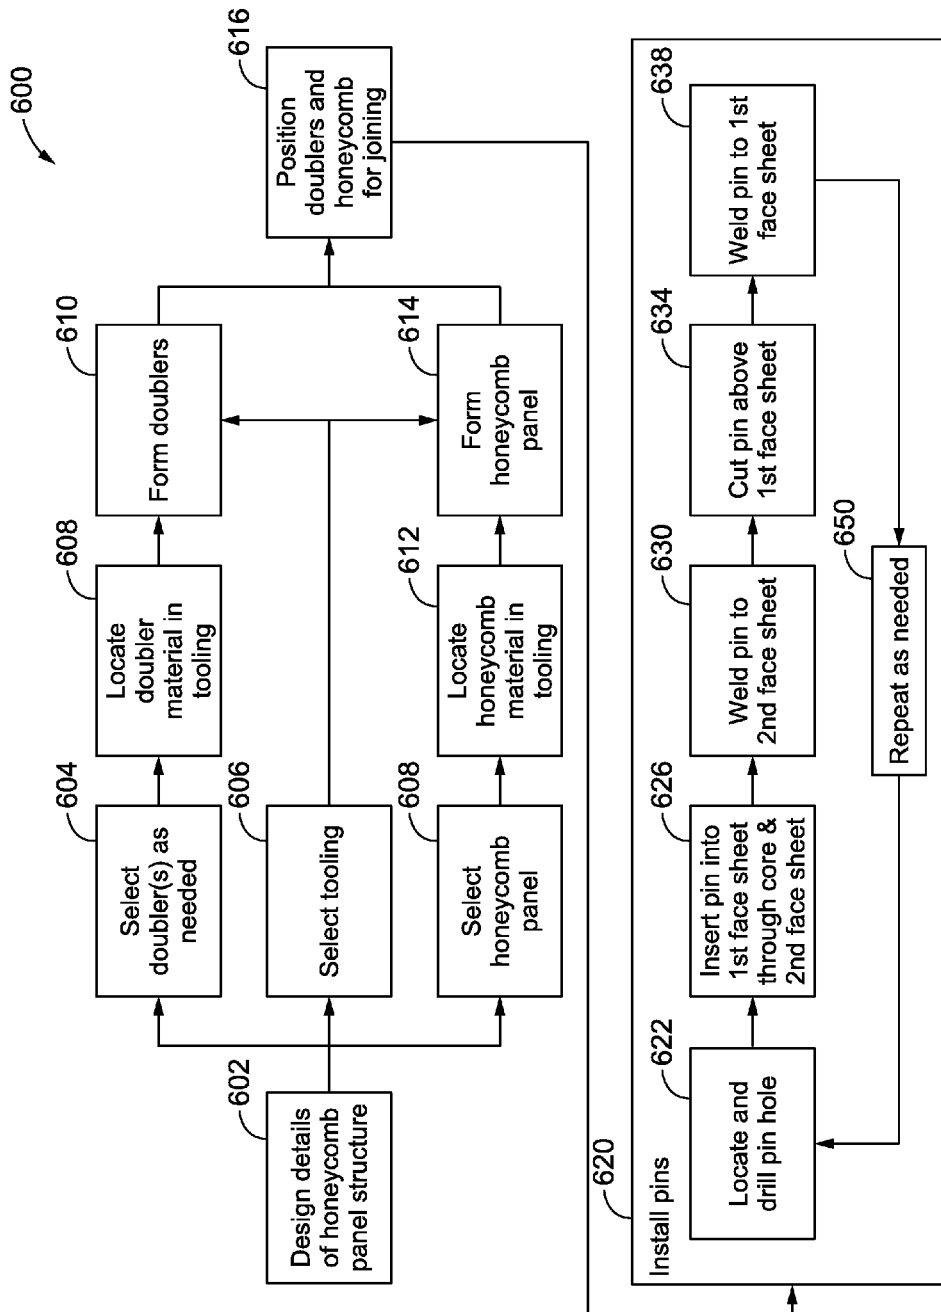 600
602
Design details
of honeycomb
panel structure
604
Select
doubler(s) as
needed
606
Select tooling
608
Select
honeycomb
panel
608
Locate
doubler
material in
tooling
612
Locate
honeycomb
material in
tooling
610
Form doublers
614
Form
honeycomb
panel
616
Position
doublers and
honeycomb
for joining
620
Install pins
622
Locate and
drill pin hole
626
Insert pin into
1st face sheet
through core &
2nd face sheet
630
Weld pin to
2nd face sheet
634
Cut pin above
1st face sheet
638
Weld pin to 1st
face sheet
650
Repeat as needed